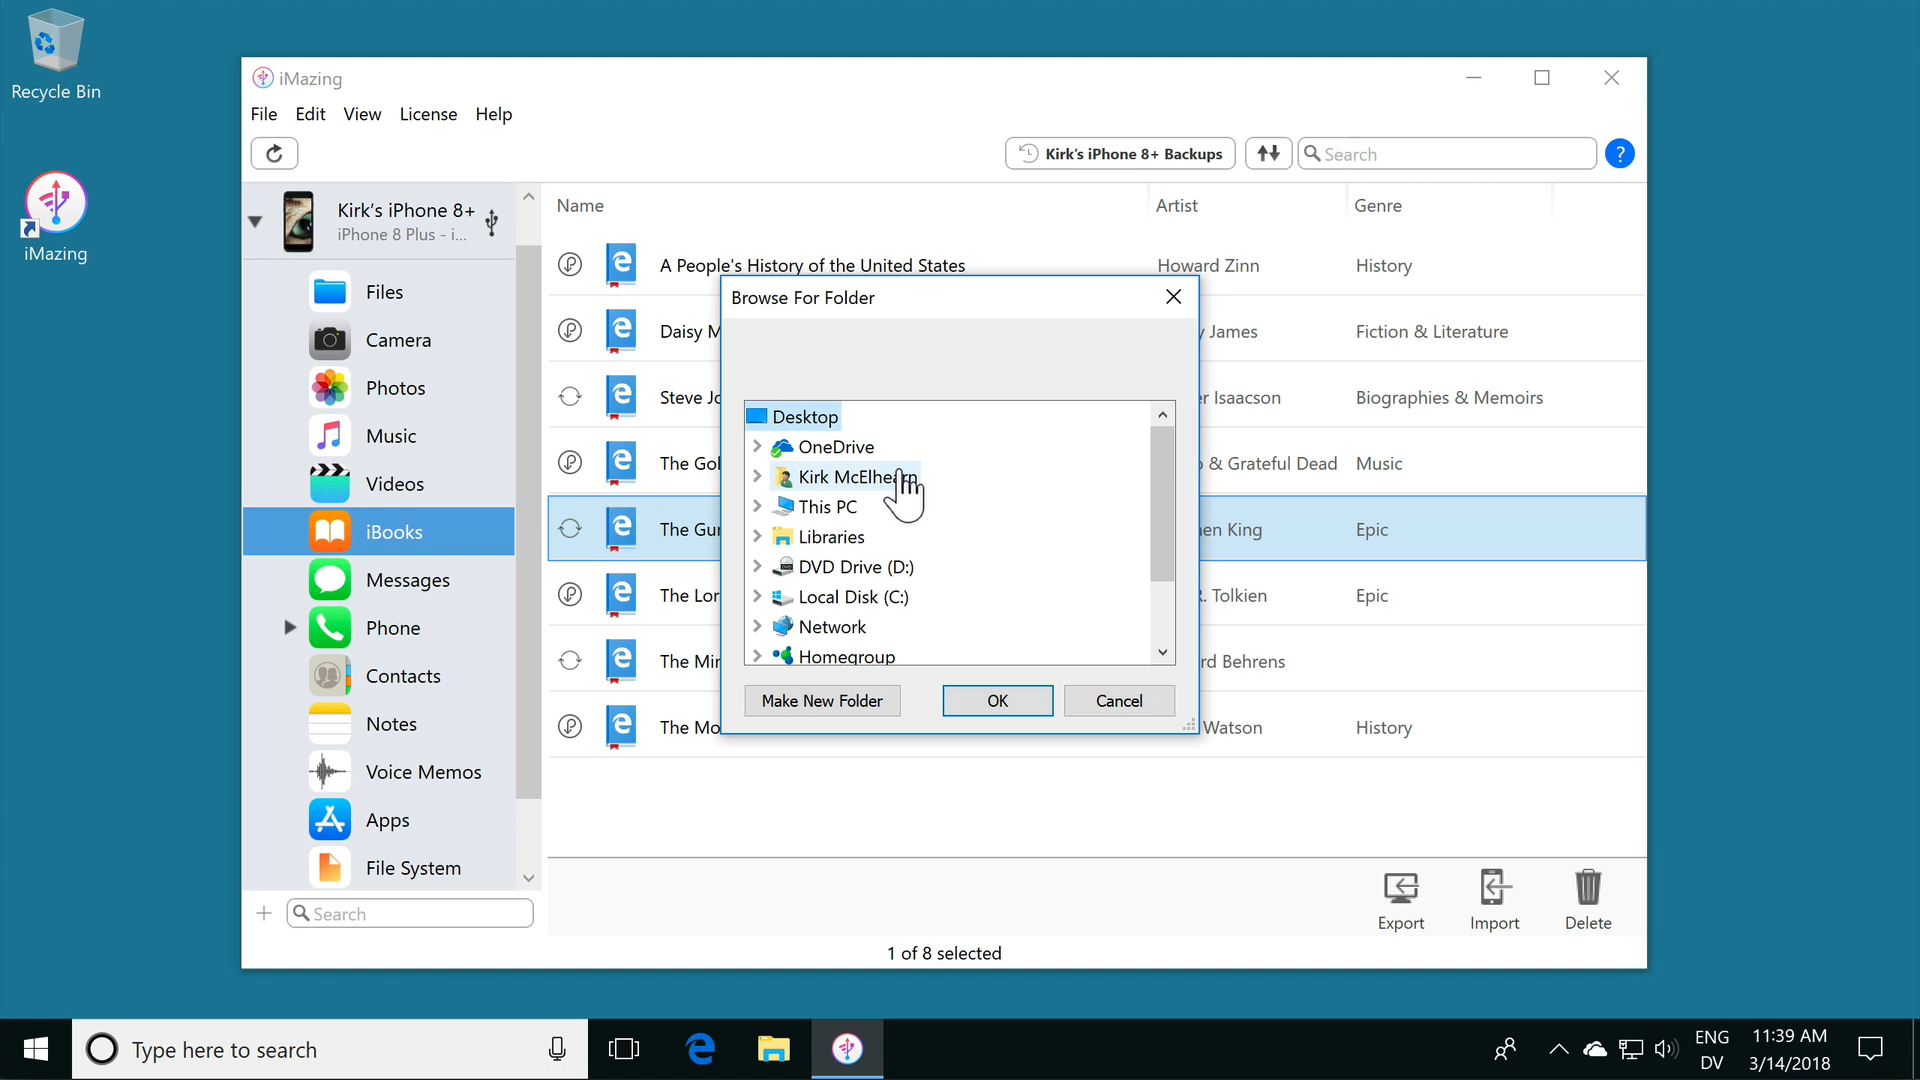 Recycle Bin
iMazing
iMazing
File Edit View License Help
Kirk's iPhone 8+ Backups
Search
?
Kirk's iPhone 8+
iPhone 8 Plus - i...
Files
Camera
Photos
Music
Videos
iBooks
Messages
Phone
Contacts
Notes
Voice Memos
Apps
File System
Search
Name Artist Genre
A People's History of the United States Howard Zinn History
Daisy M y James Fiction & Literature
Steve Jo er Isaacson Biographies & Memoirs
The Gol & Grateful Dead Music
The Gu hen King Epic
The Lor R. Tolkien Epic
The Mi rd Behrens
The Mo Watson History
Browse For Folder
Desktop
OneDrive
Kirk McElhearn
This PC
Libraries
DVD Drive (D:)
Local Disk (C:)
Network
Homegroup
Make New Folder OK Cancel
Export Import Delete
1 of 8 selected
Type here to search
ENG
DV
11:39 AM
3/14/2018